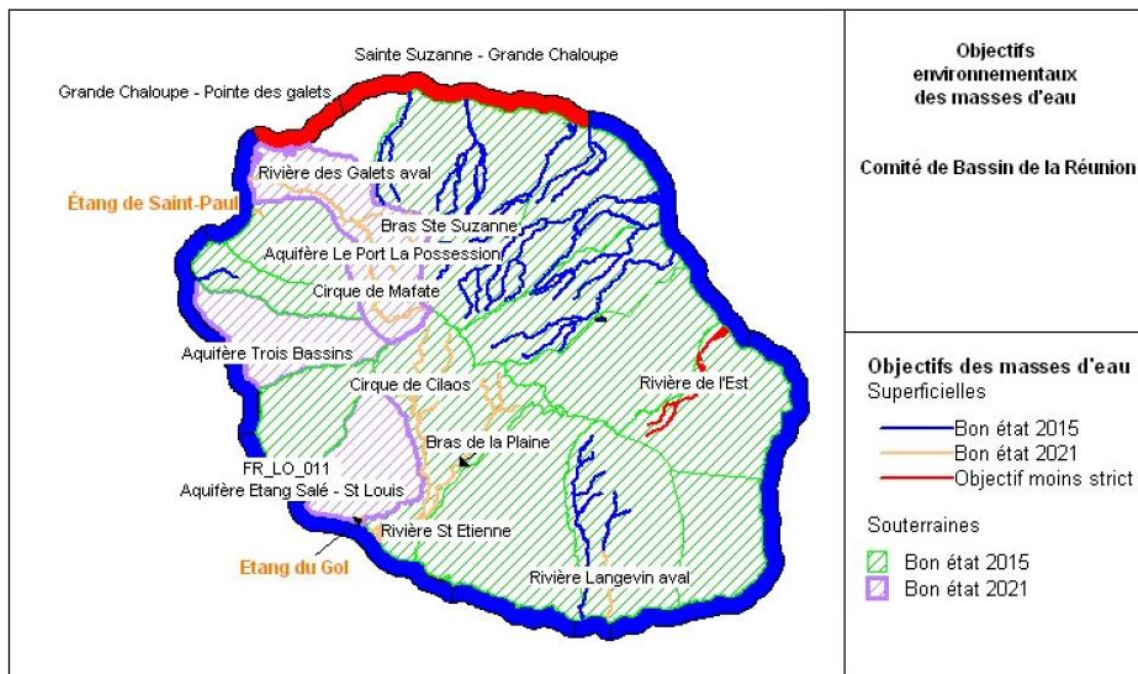 Sainte Suzanne - Grande Chaloupe
Grande Chaloupe - Pointe des galets
Rivière des Galets aval
Étang de Saint-Paul
Bras Ste Suzanne
Aquifère Le Port La Possession
Cirque de Mafate
Aquifère Trois Bassins
Cirque de Cilaos
Rivière de l'Est
Bras de la Plaine
FR_LO_011
Aquifère Etang Salé - St Louis
Rivière St Etienne
Etang du Gol
Rivière Langevin aval
Objectifs
environnementaux
des masses d'eau
Comité de Bassin de la Réunion
Objectifs des masses d'eau
Superficielles
Bon état 2015
Bon état 2021
Objectif moins strict
Souterraines
Bon état 2015
Bon état 2021